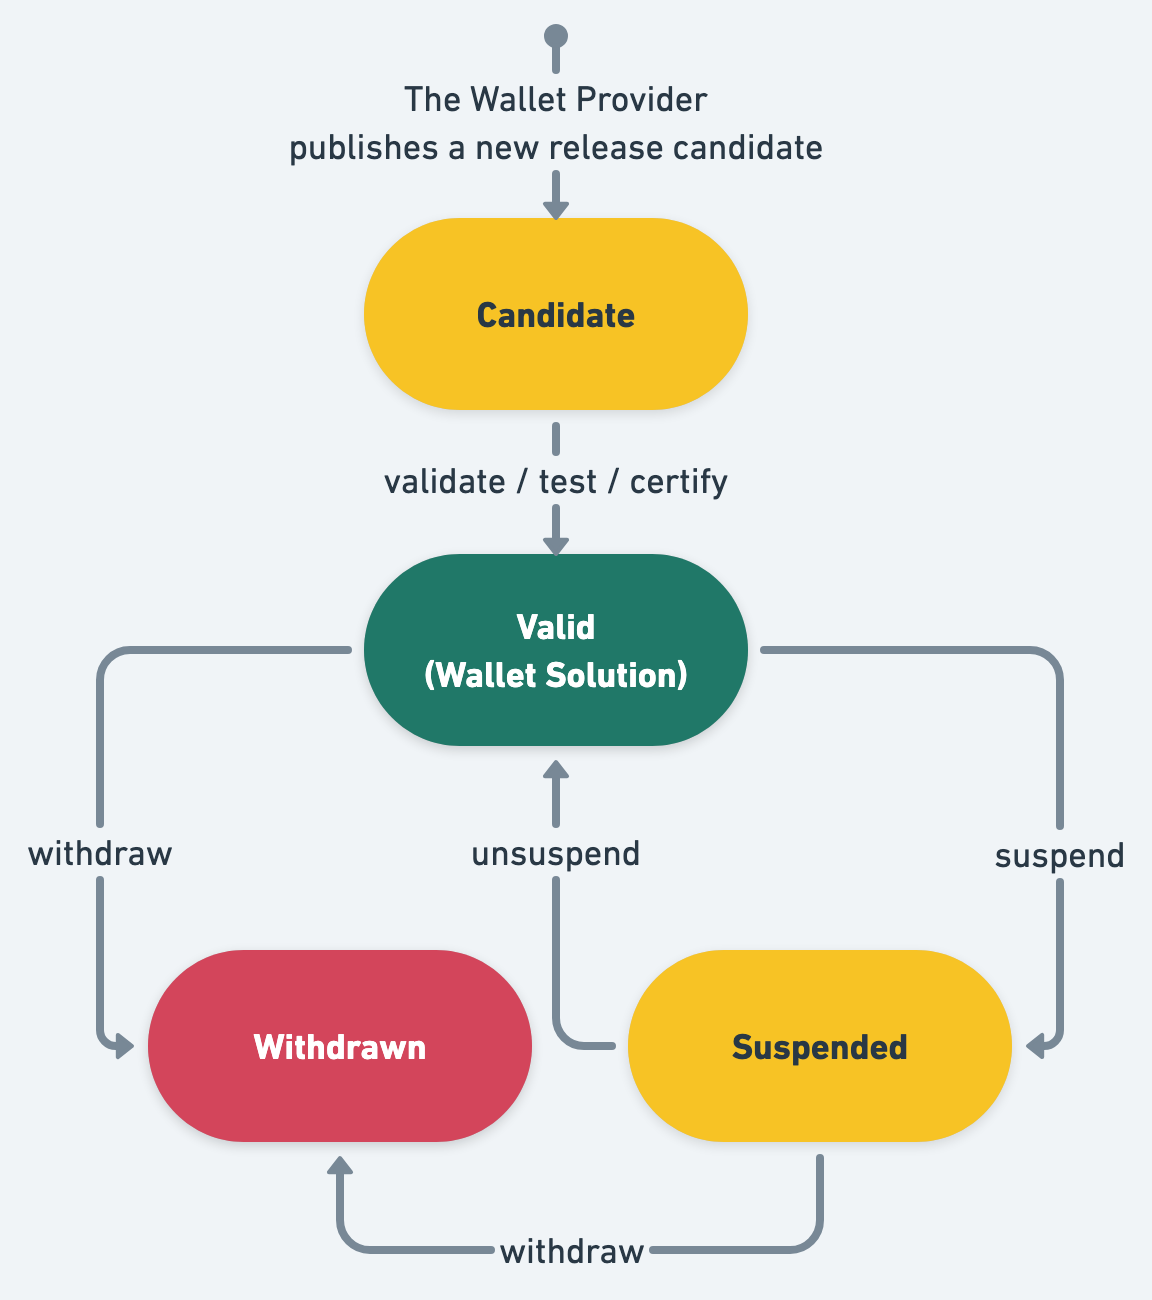 The Wallet Provider
publishes a new release candidate
Candidate
validate / test / certify
Valid
(Wallet Solution)
withdraw
unsuspend
suspend
Withdrawn
Suspended
withdraw